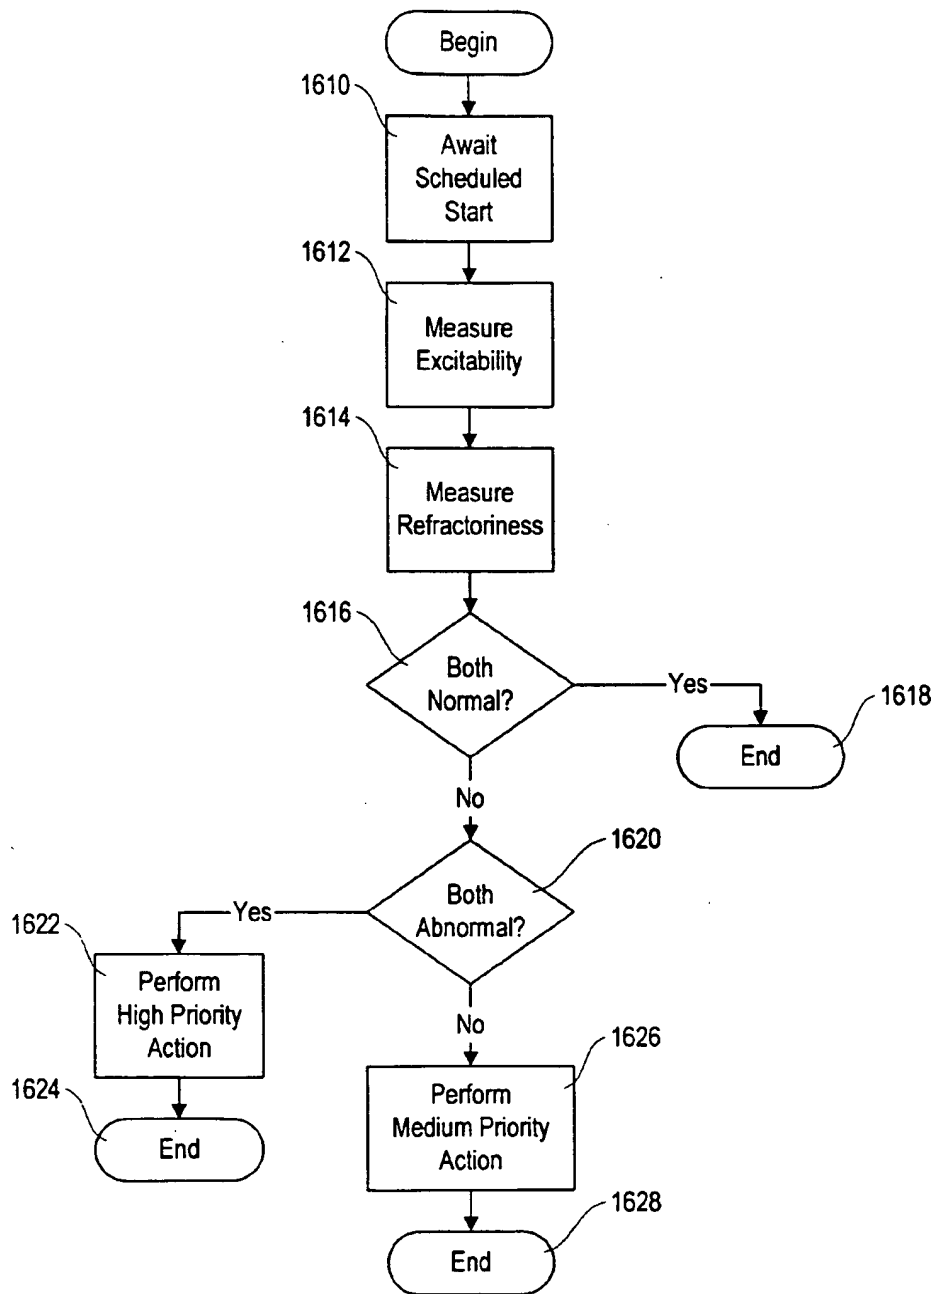 Begin
1610
Await
Scheduled
Start
1612
Measure
Excitability
1614
Measure
Refractoriness
1616
Both
Normal?
Yes
1618
End
No
1620
Both
Abnormal?
Yes
1622
Perform
High Priority
Action
No
1626
Perform
Medium Priority
Action
1624
End
1628
End